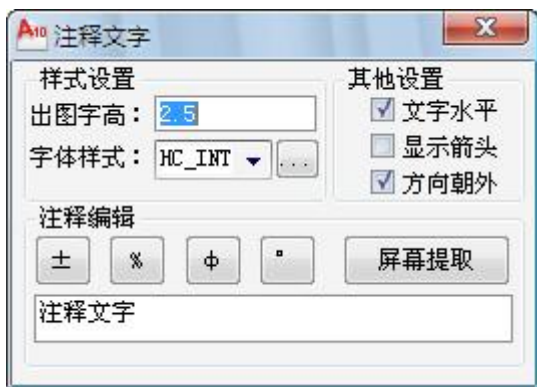 A10 注释文字
样式设置
出图字高： 2.5
字体样式： HC_INT ...
其他设置
文字水平
显示箭头
方向朝外
注释编辑
± % ф ° 屏幕提取
注释文字